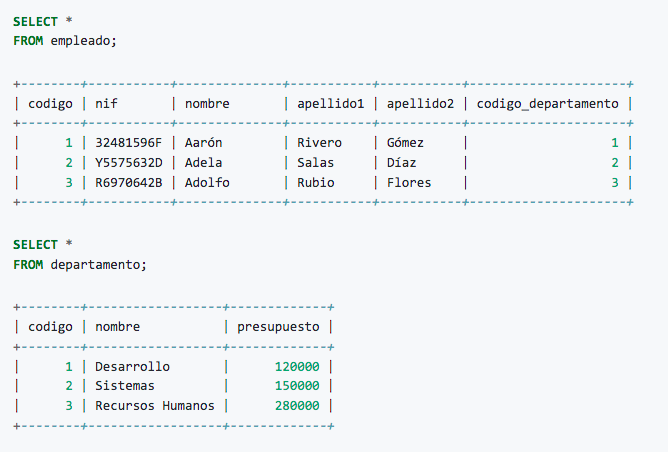 SELECT *
FROM empleado;
+--------+-----------+--------------+-----------+-----------+---------------------+
| codigo | nif       | nombre       | apellido1 | apellido2 | codigo_departamento |
+--------+-----------+--------------+-----------+-----------+---------------------+
|      1 | 32481596F | Aarón        | Rivero    | Gómez     |                   1 |
|      2 | Y5575632D | Adela        | Salas     | Díaz      |                   2 |
|      3 | R6970642B | Adolfo       | Rubio     | Flores    |                   3 |
+--------+-----------+--------------+-----------+-----------+---------------------+
SELECT *
FROM departamento;
+--------+------------------+-------------+
| codigo | nombre           | presupuesto |
+--------+------------------+-------------+
|      1 | Desarrollo       |      120000 |
|      2 | Sistemas         |      150000 |
|      3 | Recursos Humanos |      280000 |
+--------+------------------+-------------+